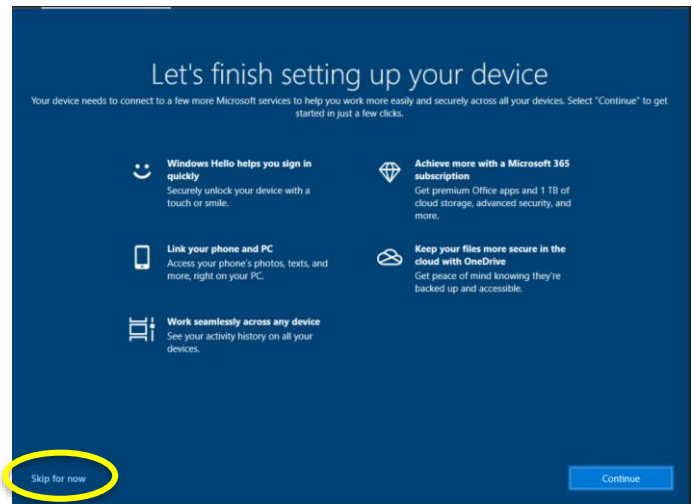 Let's finish setting up your device
Your device needs to connect to a few more Microsoft services to help you work more easily and securely across all your devices. Select "Continue" to get
started in just a few clicks.
Windows Hello helps you sign in
quickly
Securely unlock your device with a
touch or smile.
Achieve more with a Microsoft 365
subscription
Get premium Office apps and 1 TB of
cloud storage, advanced security, and
more.
Link your phone and PC
Access your phone's photos, texts, and
more, right on your PC.
Keep your files more secure in the
cloud with OneDrive
Get peace of mind knowing they're
backed up and accessible.
Work seamlessly across any device
See your activity history on all your
devices.
Skip for now
Continue